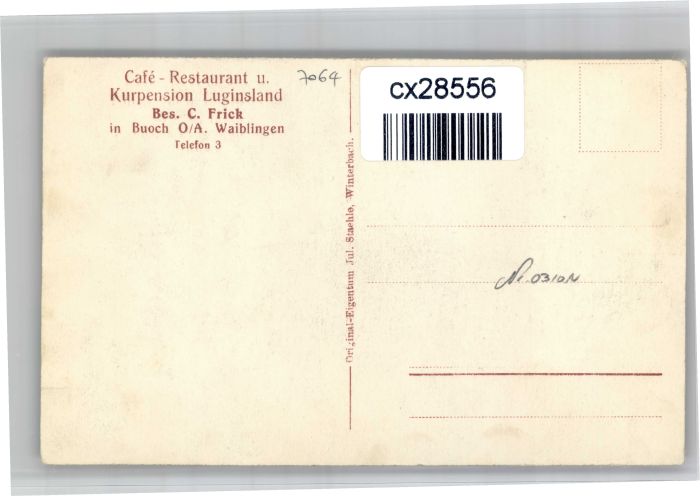 Café - Restaurant u.
Kurpension Luginsland
Bes. C. Frick
in Buoch O/A. Waiblingen
Telefon 3
7064
Original-Eigentum Jul. Staehle, Winterbach.
cx28556